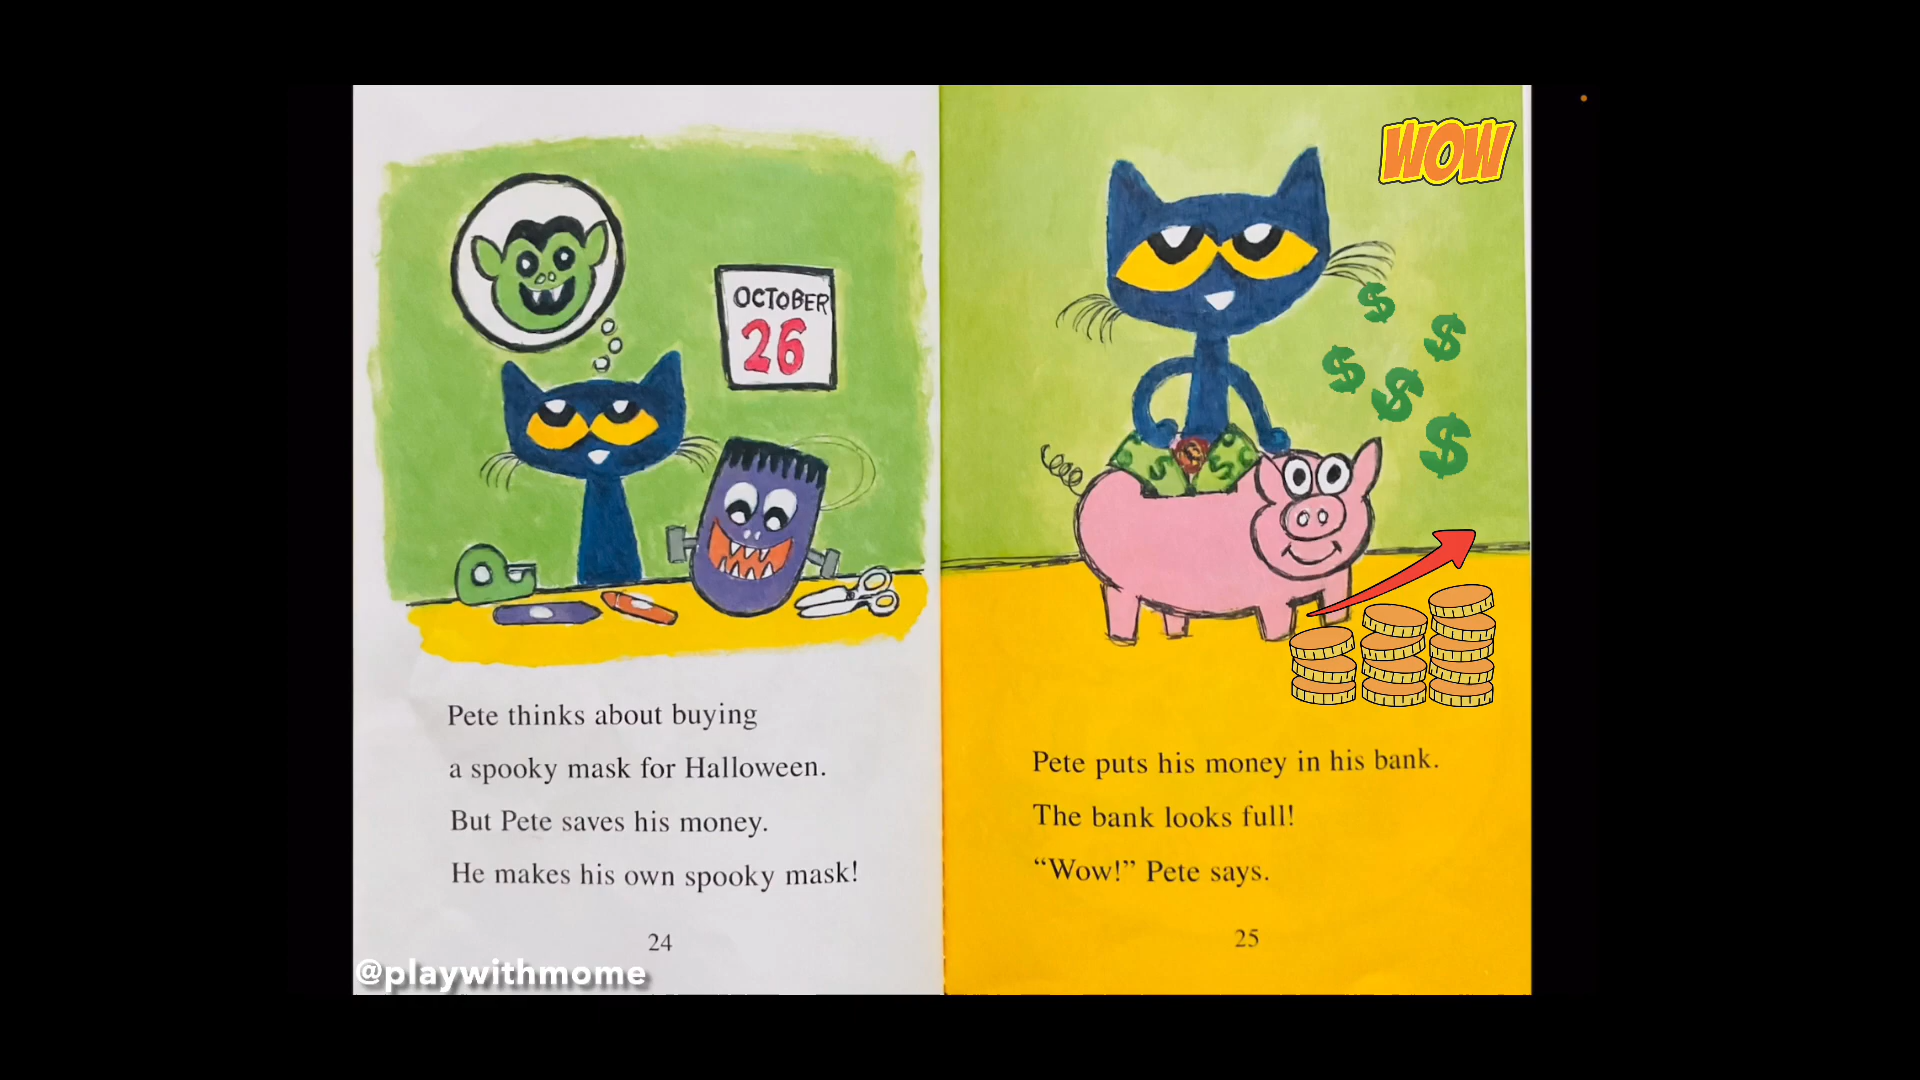 OCTOBER
26
Pete thinks about buying
a spooky mask for Halloween.
But Pete saves his money.
He makes his own spooky mask!
24
@playwithmome
WOW
$
$
$
$
$
$ $
Pete puts his money in his bank.
The bank looks full!
“Wow!” Pete says.
25